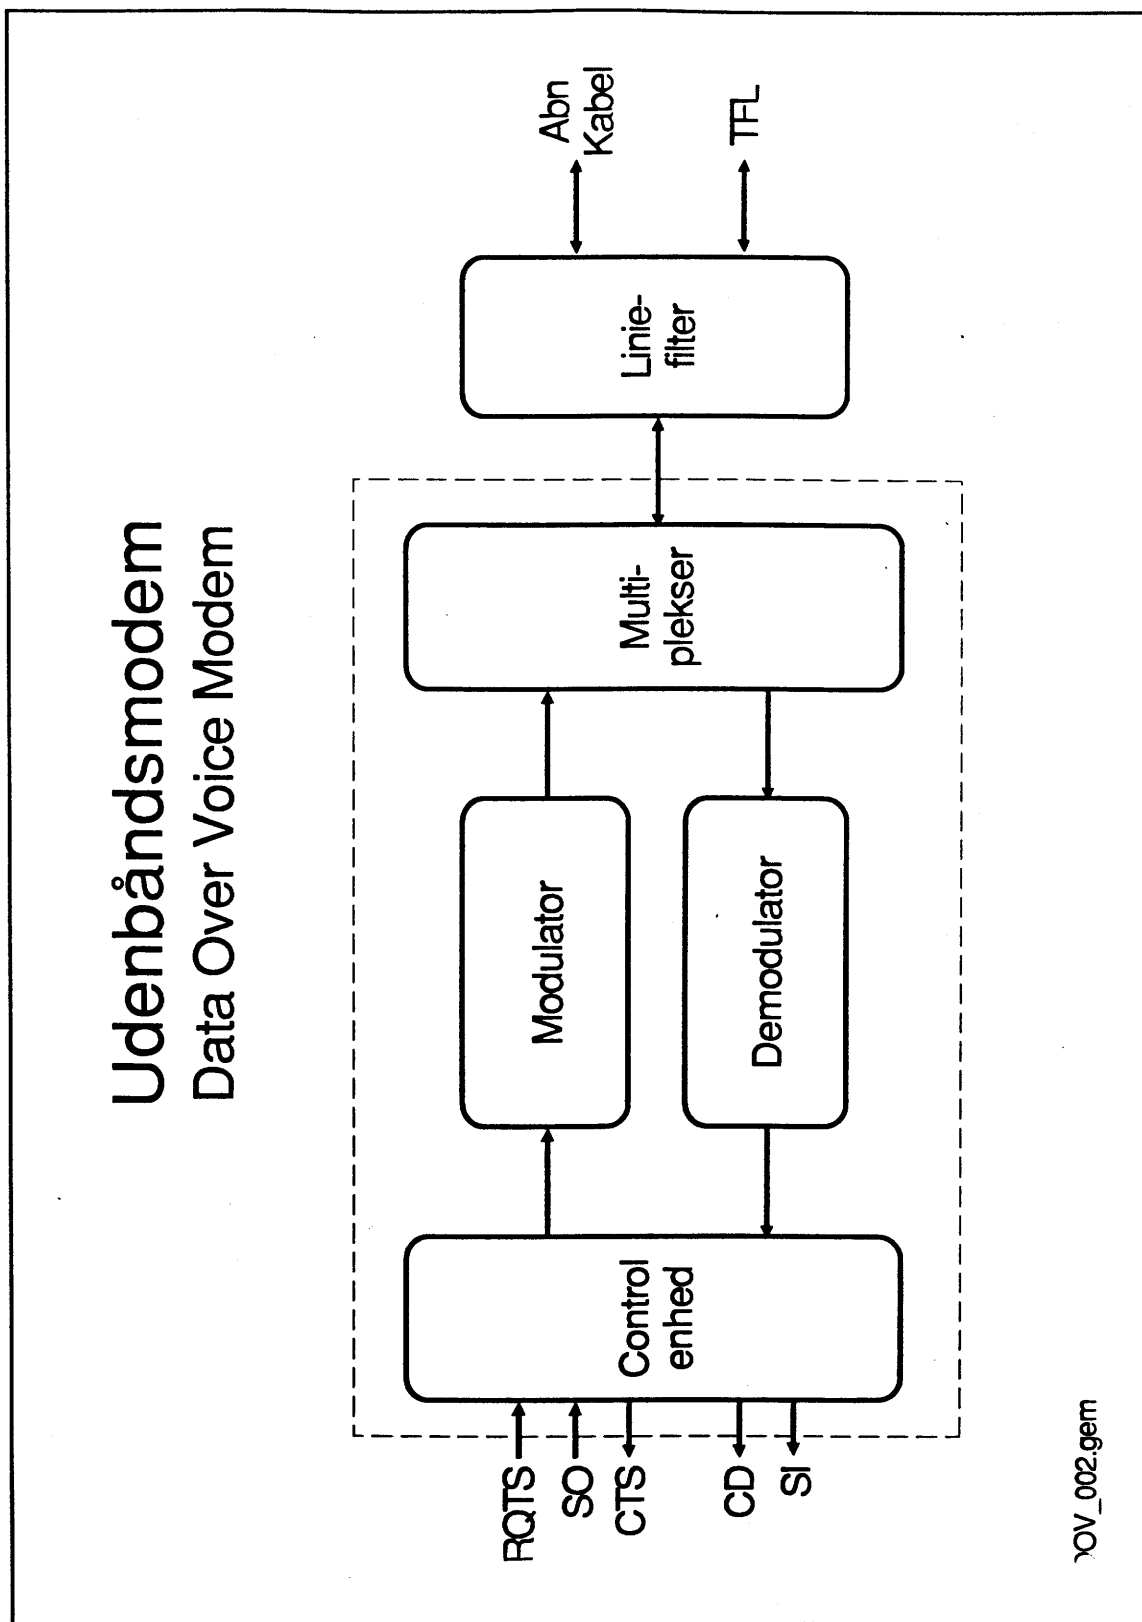 Udenbåndsmodem
Data Over Voice Modem
RQTS
SO
CTS
CD
SI
Control
enhed
Modulator
Demodulator
Multi-
plekser
Linie-
filter
Abn
Kabel
TFL
OV_002.gem